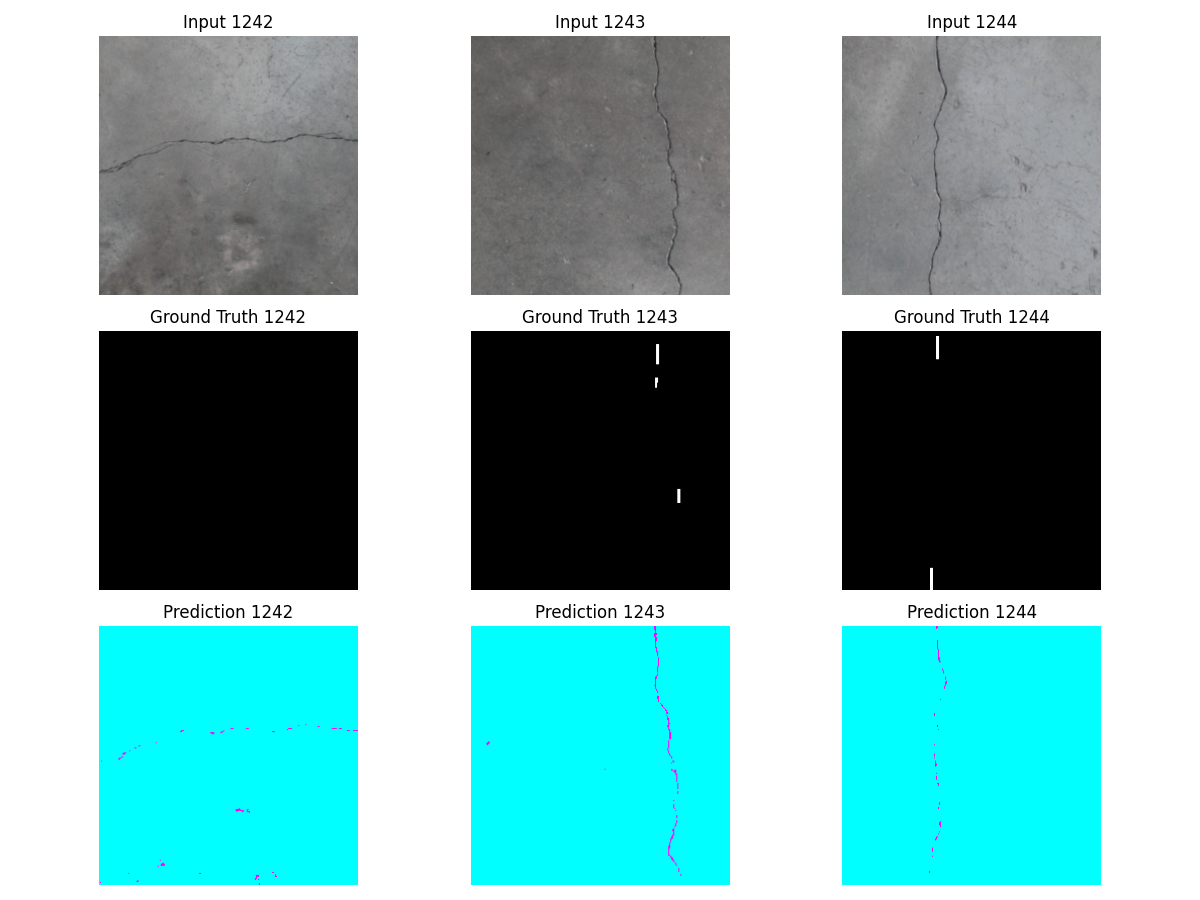 Input 1242
Input 1243
Input 1244
Ground Truth 1242
Ground Truth 1243
Ground Truth 1244
Prediction 1242
Prediction 1243
Prediction 1244